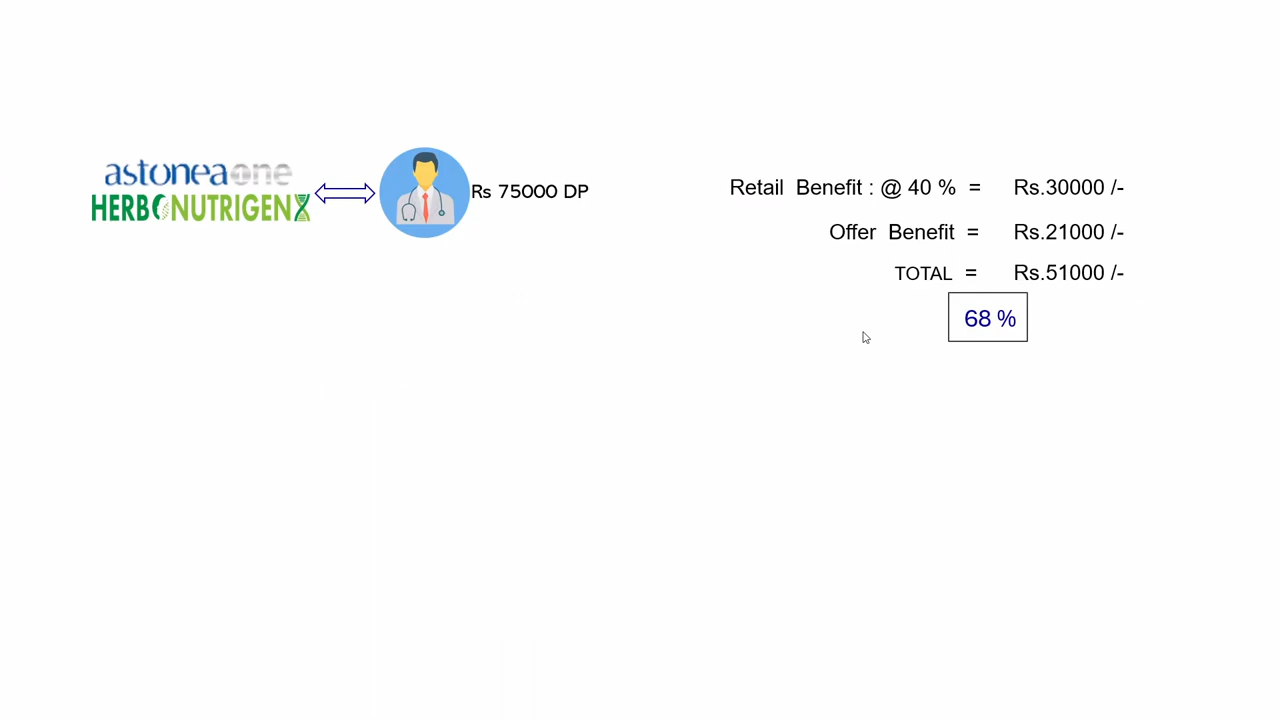 astoneaone
HERBONUTRIGENX
Rs 75000 DP
Retail Benefit : @ 40 % = Rs.30000 /-
Offer Benefit = Rs.21000 /-
TOTAL = Rs.51000 /-
68 %